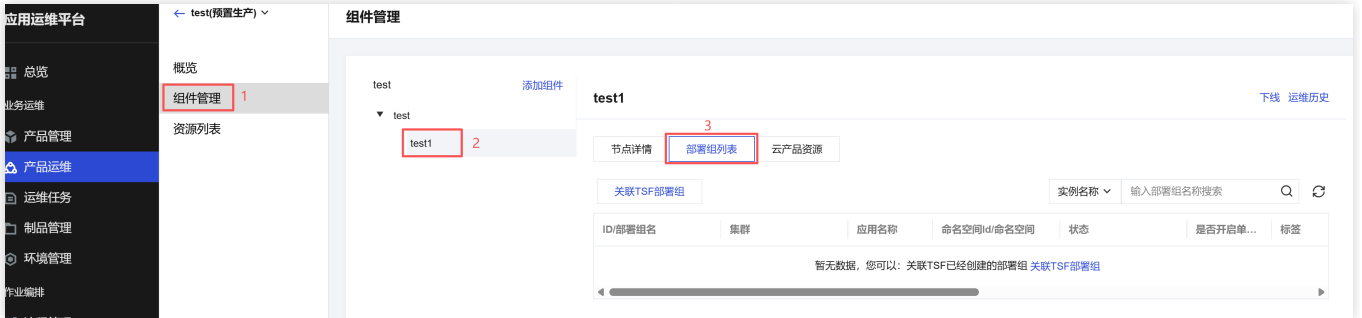 应用运维平台
总览
业务运维
产品管理
产品运维
运维任务
制品管理
环境管理
作业编排
← test(预置生产)
概览
组件管理 1
资源列表
组件管理
test 添加组件
test
test1 2
test1 下线 运维历史
3
节点详情 部署组列表 云产品资源
关联TSF部署组 实例名称 输入部署组名称搜索
ID/部署组名 集群 应用名称 命名空间Id/命名空间 状态 是否开启单... 标签
暂无数据，您可以：关联TSF已经创建的部署组 关联TSF部署组